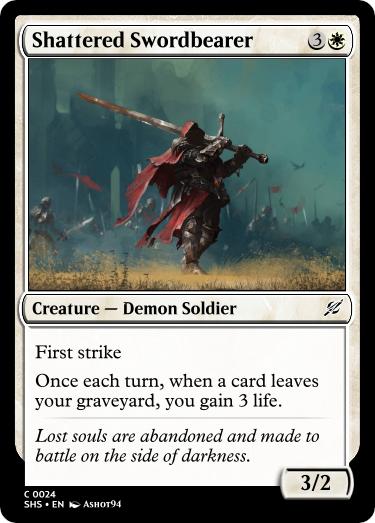 Shattered Swordbearer 3
Creature — Demon Soldier
First strike
Once each turn, when a card leaves
your graveyard, you gain 3 life.
Lost souls are abandoned and made to
battle on the side of darkness.
3/2
C 0024
SHS • EN Ashot94